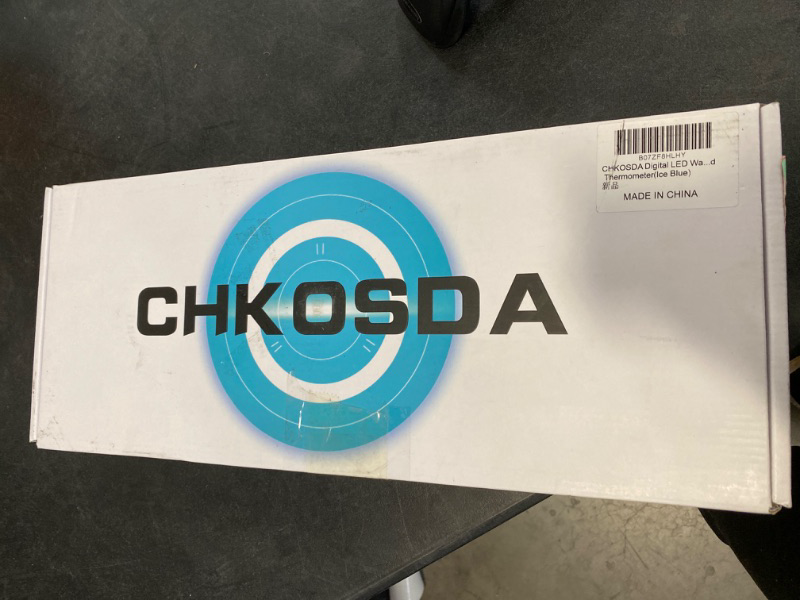 B07ZF8HLHY
CHKOSDA Digital LED Wa...d
Thermometer(Ice Blue)
新品
MADE IN CHINA
CHKOSDA